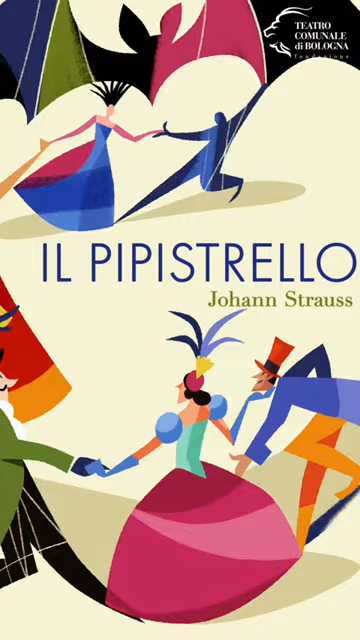 TEATRO
COMUNALE
di BOLOGNA
fondazione
IL PIPISTRELLO
Johann Strauss